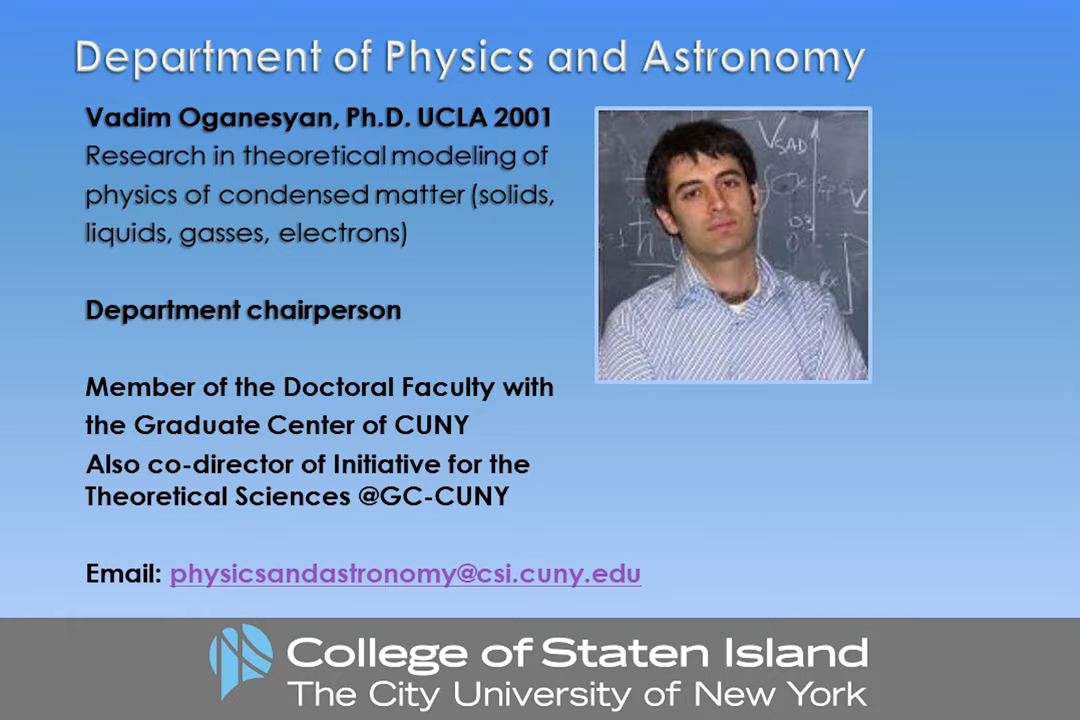 Department of Physics and Astronomy
Vadim Oganesyan, Ph.D. UCLA 2001
Research in theoretical modeling of
physics of condensed matter (solids,
liquids, gasses, electrons)
Department chairperson
Member of the Doctoral Faculty with
the Graduate Center of CUNY
Also co-director of Initiative for the
Theoretical Sciences @GC-CUNY
Email: physicsandastronomy@csi.cuny.edu
VSAD
College of Staten Island
The City University of New York